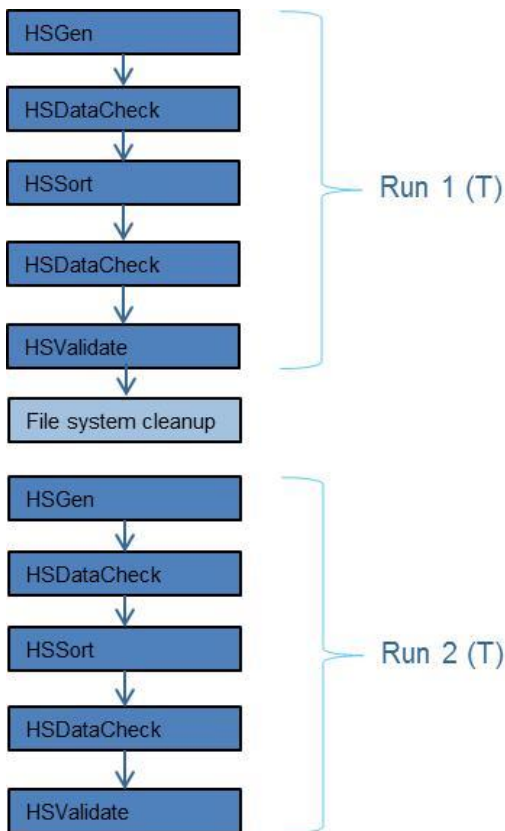 HSGen
HSDataCheck
HSSort
HSDataCheck
HSValidate
Run 1 (T)
File system cleanup
HSGen
HSDataCheck
HSSort
HSDataCheck
HSValidate
Run 2 (T)